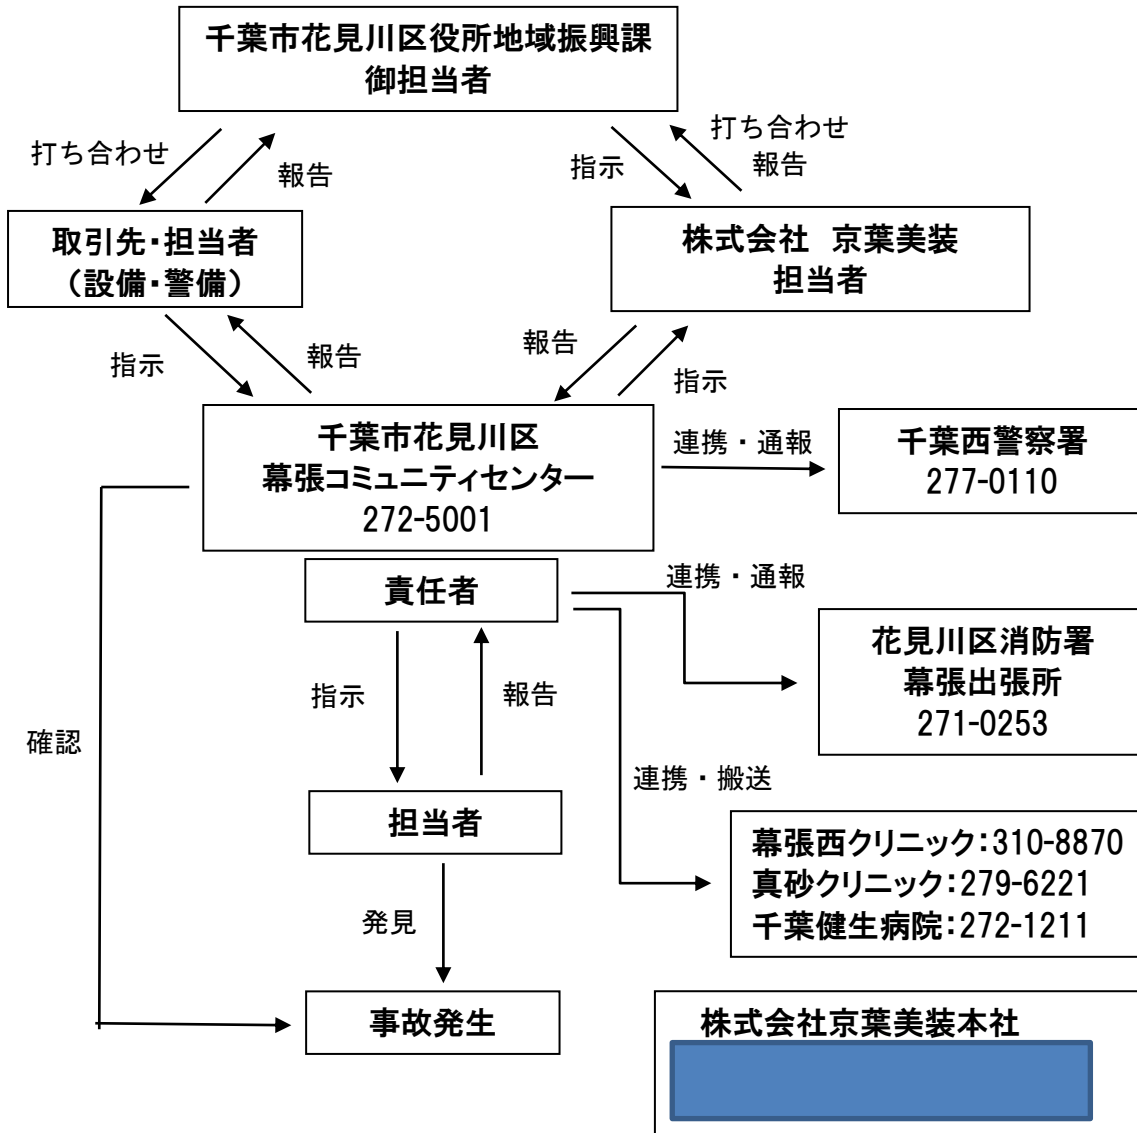 千葉市花見川区役所地域振興課
御担当者
打ち合わせ
報告
指示
打ち合わせ
報告
取引先・担当者
（設備・警備）
株式会社　京葉美装
担当者
指示
報告
報告
指示
千葉市花見川区
幕張コミュニティセンター
272-5001
連携・通報
千葉西警察署
277-0110
責任者
連携・通報
花見川区消防署
幕張出張所
271-0253
指示
報告
確認
連携・搬送
担当者
幕張西クリニック：310-8870
真砂クリニック：279-6221
千葉健生病院：272-1211
発見
事故発生
株式会社京葉美装本社